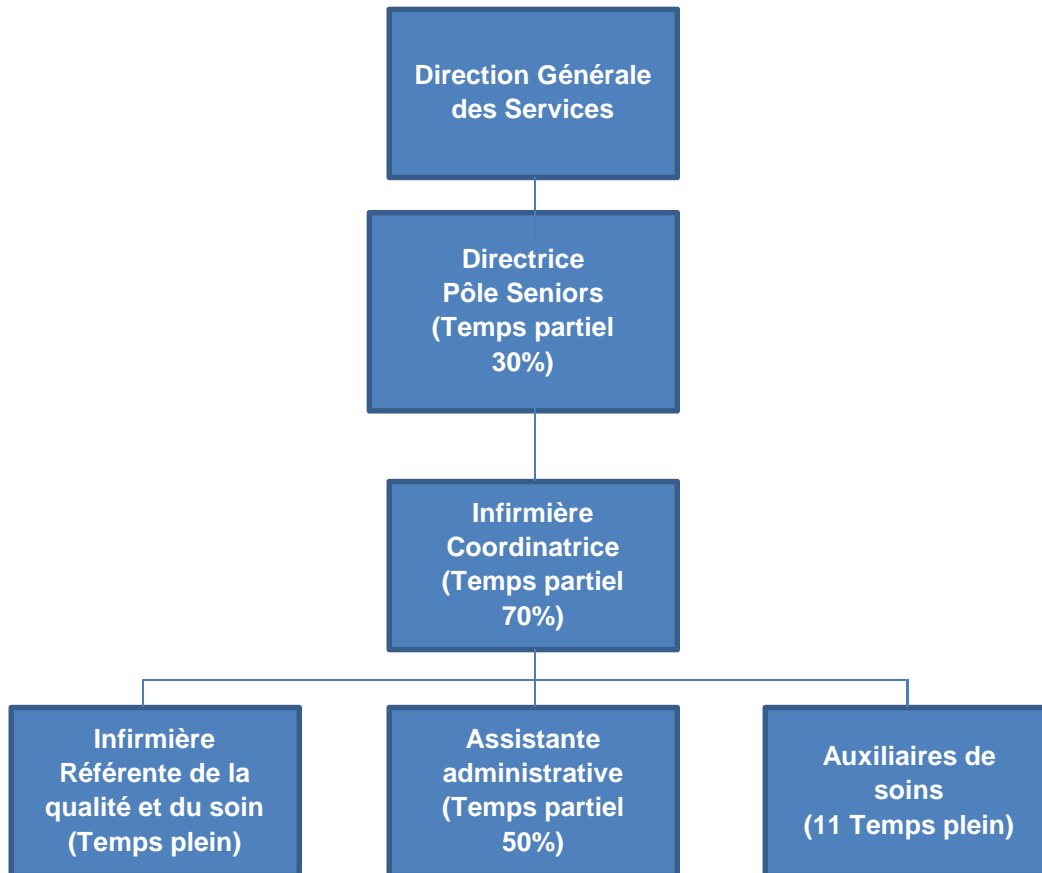 Direction Générale
des Services
Directrice
Pôle Seniors
(Temps partiel
30%)
Infirmière
Coordinatrice
(Temps partiel
70%)
Infirmière
Référente de la
qualité et du soin
(Temps plein)
Assistante
administrative
(Temps partiel
50%)
Auxiliaires de
soins
(11 Temps plein)